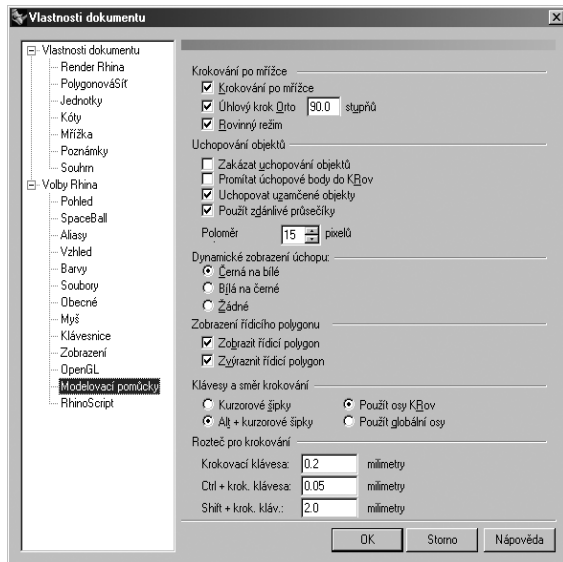 Vlastnosti dokumentu
Vlastnosti dokumentu
Render Rhina
PolygonováSíť
Jednotky
Kóty
Mřížka
Poznámky
Souhrn
Volby Rhina
Pohled
SpaceBall
Aliasy
Vzhled
Barvy
Soubory
Obecné
Myš
Klávesnice
Zobrazení
OpenGL
Modelovací pomůcky
RhinoScript
Krokování po mřížce
Krokování po mřížce
Úhlový krok Orto 90.0 stupňů
Rovinný režim
Uchopování objektů
Zakázat uchopování objektů
Promítat úchopové body do KRov
Uchopovat uzamčené objekty
Použít zdánlivé průsečíky
Poloměr 15 pixelů
Dynamické zobrazení úchopu:
Černá na bílé
Bílá na černé
Žádné
Zobrazení řídicího polygonu
Zobrazit řídicí polygon
Zvýraznit řídicí polygon
Klávesy a směr krokování
Kurzorové šipky Použít osy KRov
Alt + kurzorové šipky Použít globální osy
Rozteč pro krokování
Krokovací klávesa: 0.2 milimetry
Ctrl + krok. klávesa: 0.05 milimetry
Shift + krok. kláv.: 2.0 milimetry
OK Storno Nápověda